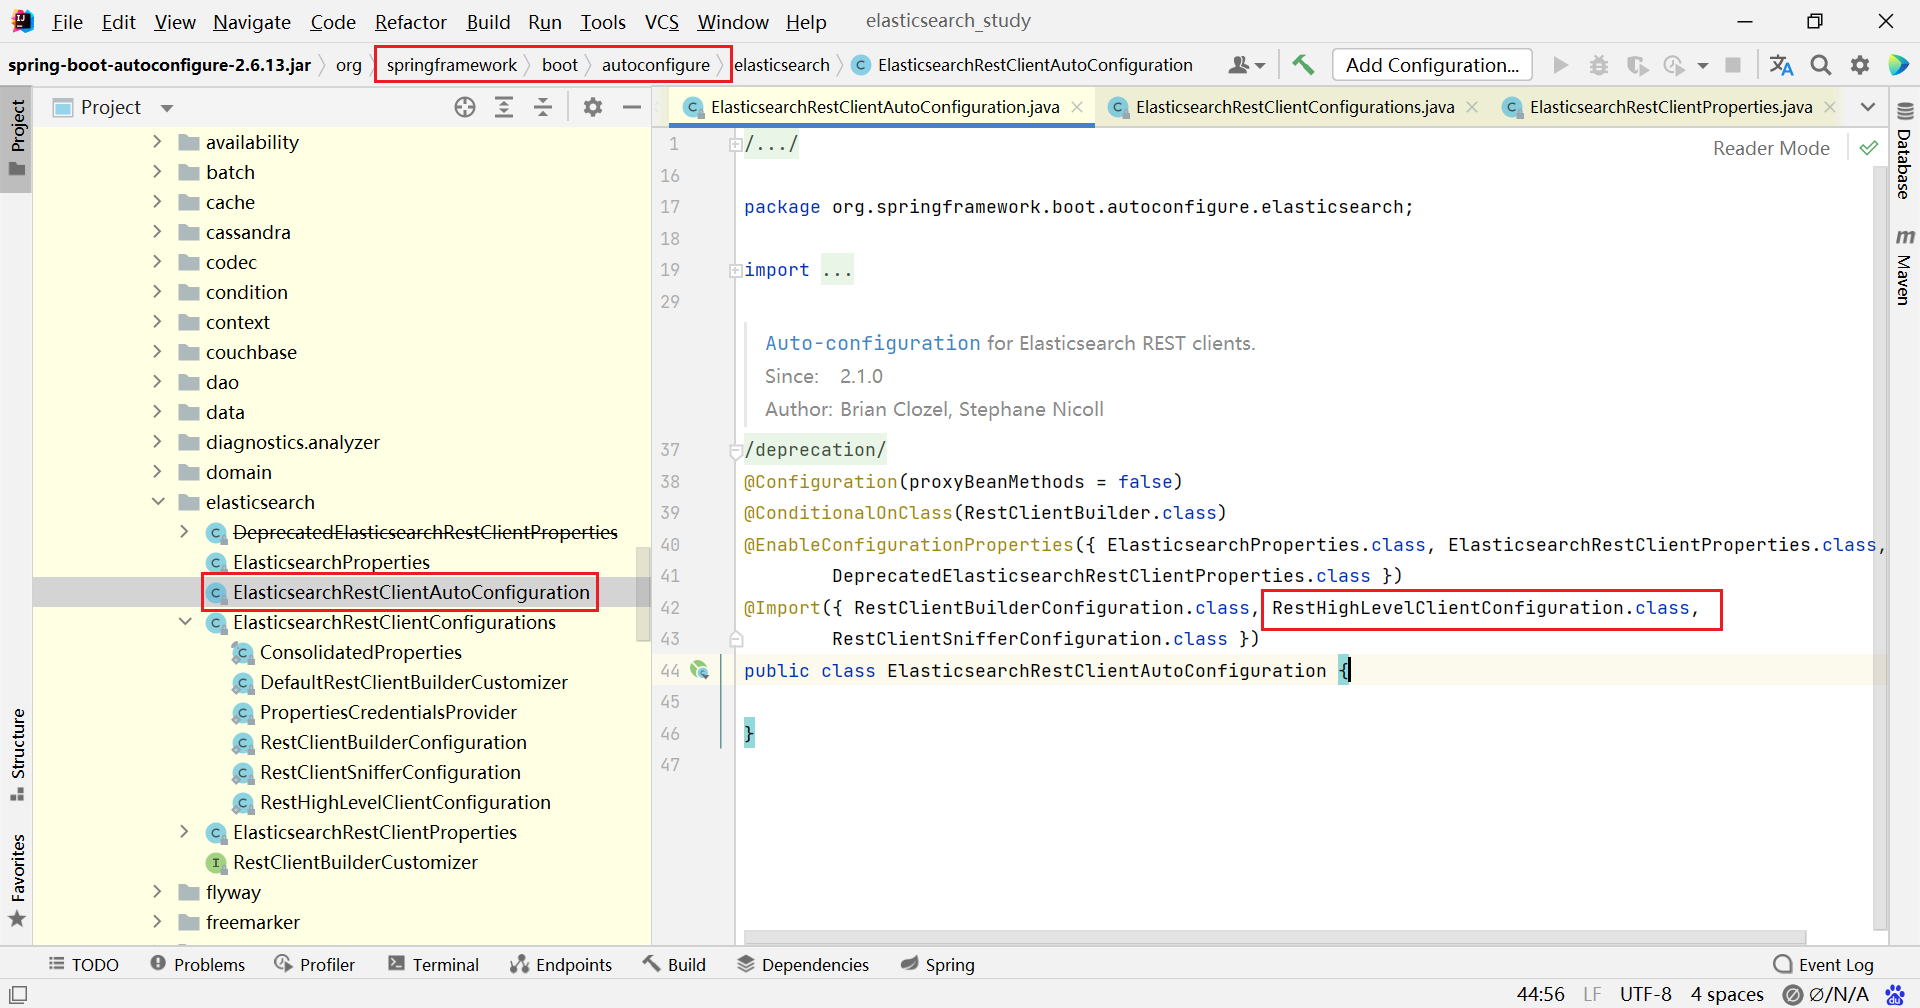 File Edit View Navigate Code Refactor Build Run Tools VCS Window Help elasticsearch_study
spring-boot-autoconfigure-2.6.13.jar org springframework boot autoconfigure elasticsearch ElasticsearchRestClientAutoConfiguration Add Configuration...
Project
Project
availability
batch
cache
cassandra
codec
condition
context
couchbase
dao
data
diagnostics.analyzer
domain
elasticsearch
DeprecatedElasticsearchRestClientProperties
ElasticsearchProperties
ElasticsearchRestClientAutoConfiguration
ElasticsearchRestClientConfigurations
ConsolidatedProperties
DefaultRestClientBuilderCustomizer
PropertiesCredentialsProvider
RestClientBuilderConfiguration
RestClientSnifferConfiguration
RestHighLevelClientConfiguration
ElasticsearchRestClientProperties
RestClientBuilderCustomizer
flyway
freemarker
Structure
Favorites
ElasticsearchRestClientAutoConfiguration.java ElasticsearchRestClientConfigurations.java ElasticsearchRestClientProperties.java
Reader Mode
1 /.../
16
17 package org.springframework.boot.autoconfigure.elasticsearch;
18
19 import ...
29
Auto-configuration for Elasticsearch REST clients.
Since: 2.1.0
Author: Brian Clozel, Stephane Nicoll
37 /deprecation/
38 @Configuration(proxyBeanMethods = false)
39 @ConditionalOnClass(RestClientBuilder.class)
40 @EnableConfigurationProperties({ ElasticsearchProperties.class, ElasticsearchRestClientProperties.class,
41 DeprecatedElasticsearchRestClientProperties.class })
42 @Import({ RestClientBuilderConfiguration.class, RestHighLevelClientConfiguration.class,
43 RestClientSnifferConfiguration.class })
44 public class ElasticsearchRestClientAutoConfiguration {
45
46 }
47
Database
Maven
TODO Problems Profiler Terminal Endpoints Build Dependencies Spring Event Log
44:56 LF UTF-8 4 spaces Ø/N/A